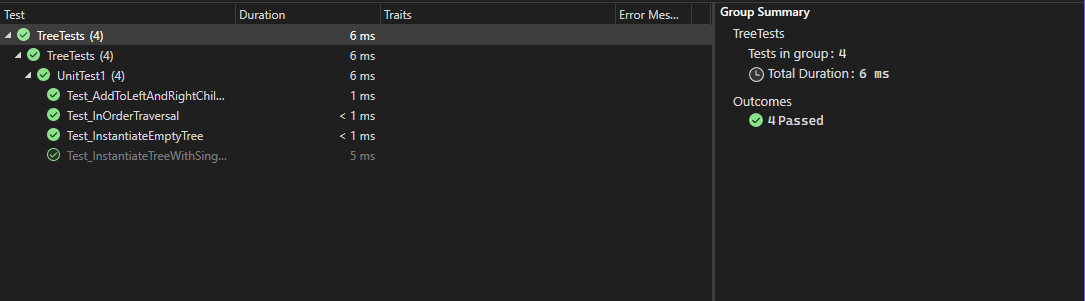 Test Duration Traits Error Mes...
TreeTests (4) 6 ms
TreeTests (4) 6 ms
UnitTest1 (4) 6 ms
Test_AddToLeftAndRightChil... 1 ms
Test_InOrderTraversal < 1 ms
Test_InstantiateEmptyTree < 1 ms
Test_InstantiateTreeWithSing... 5 ms
Group Summary
TreeTests
Tests in group: 4
Total Duration: 6 ms
Outcomes
4 Passed